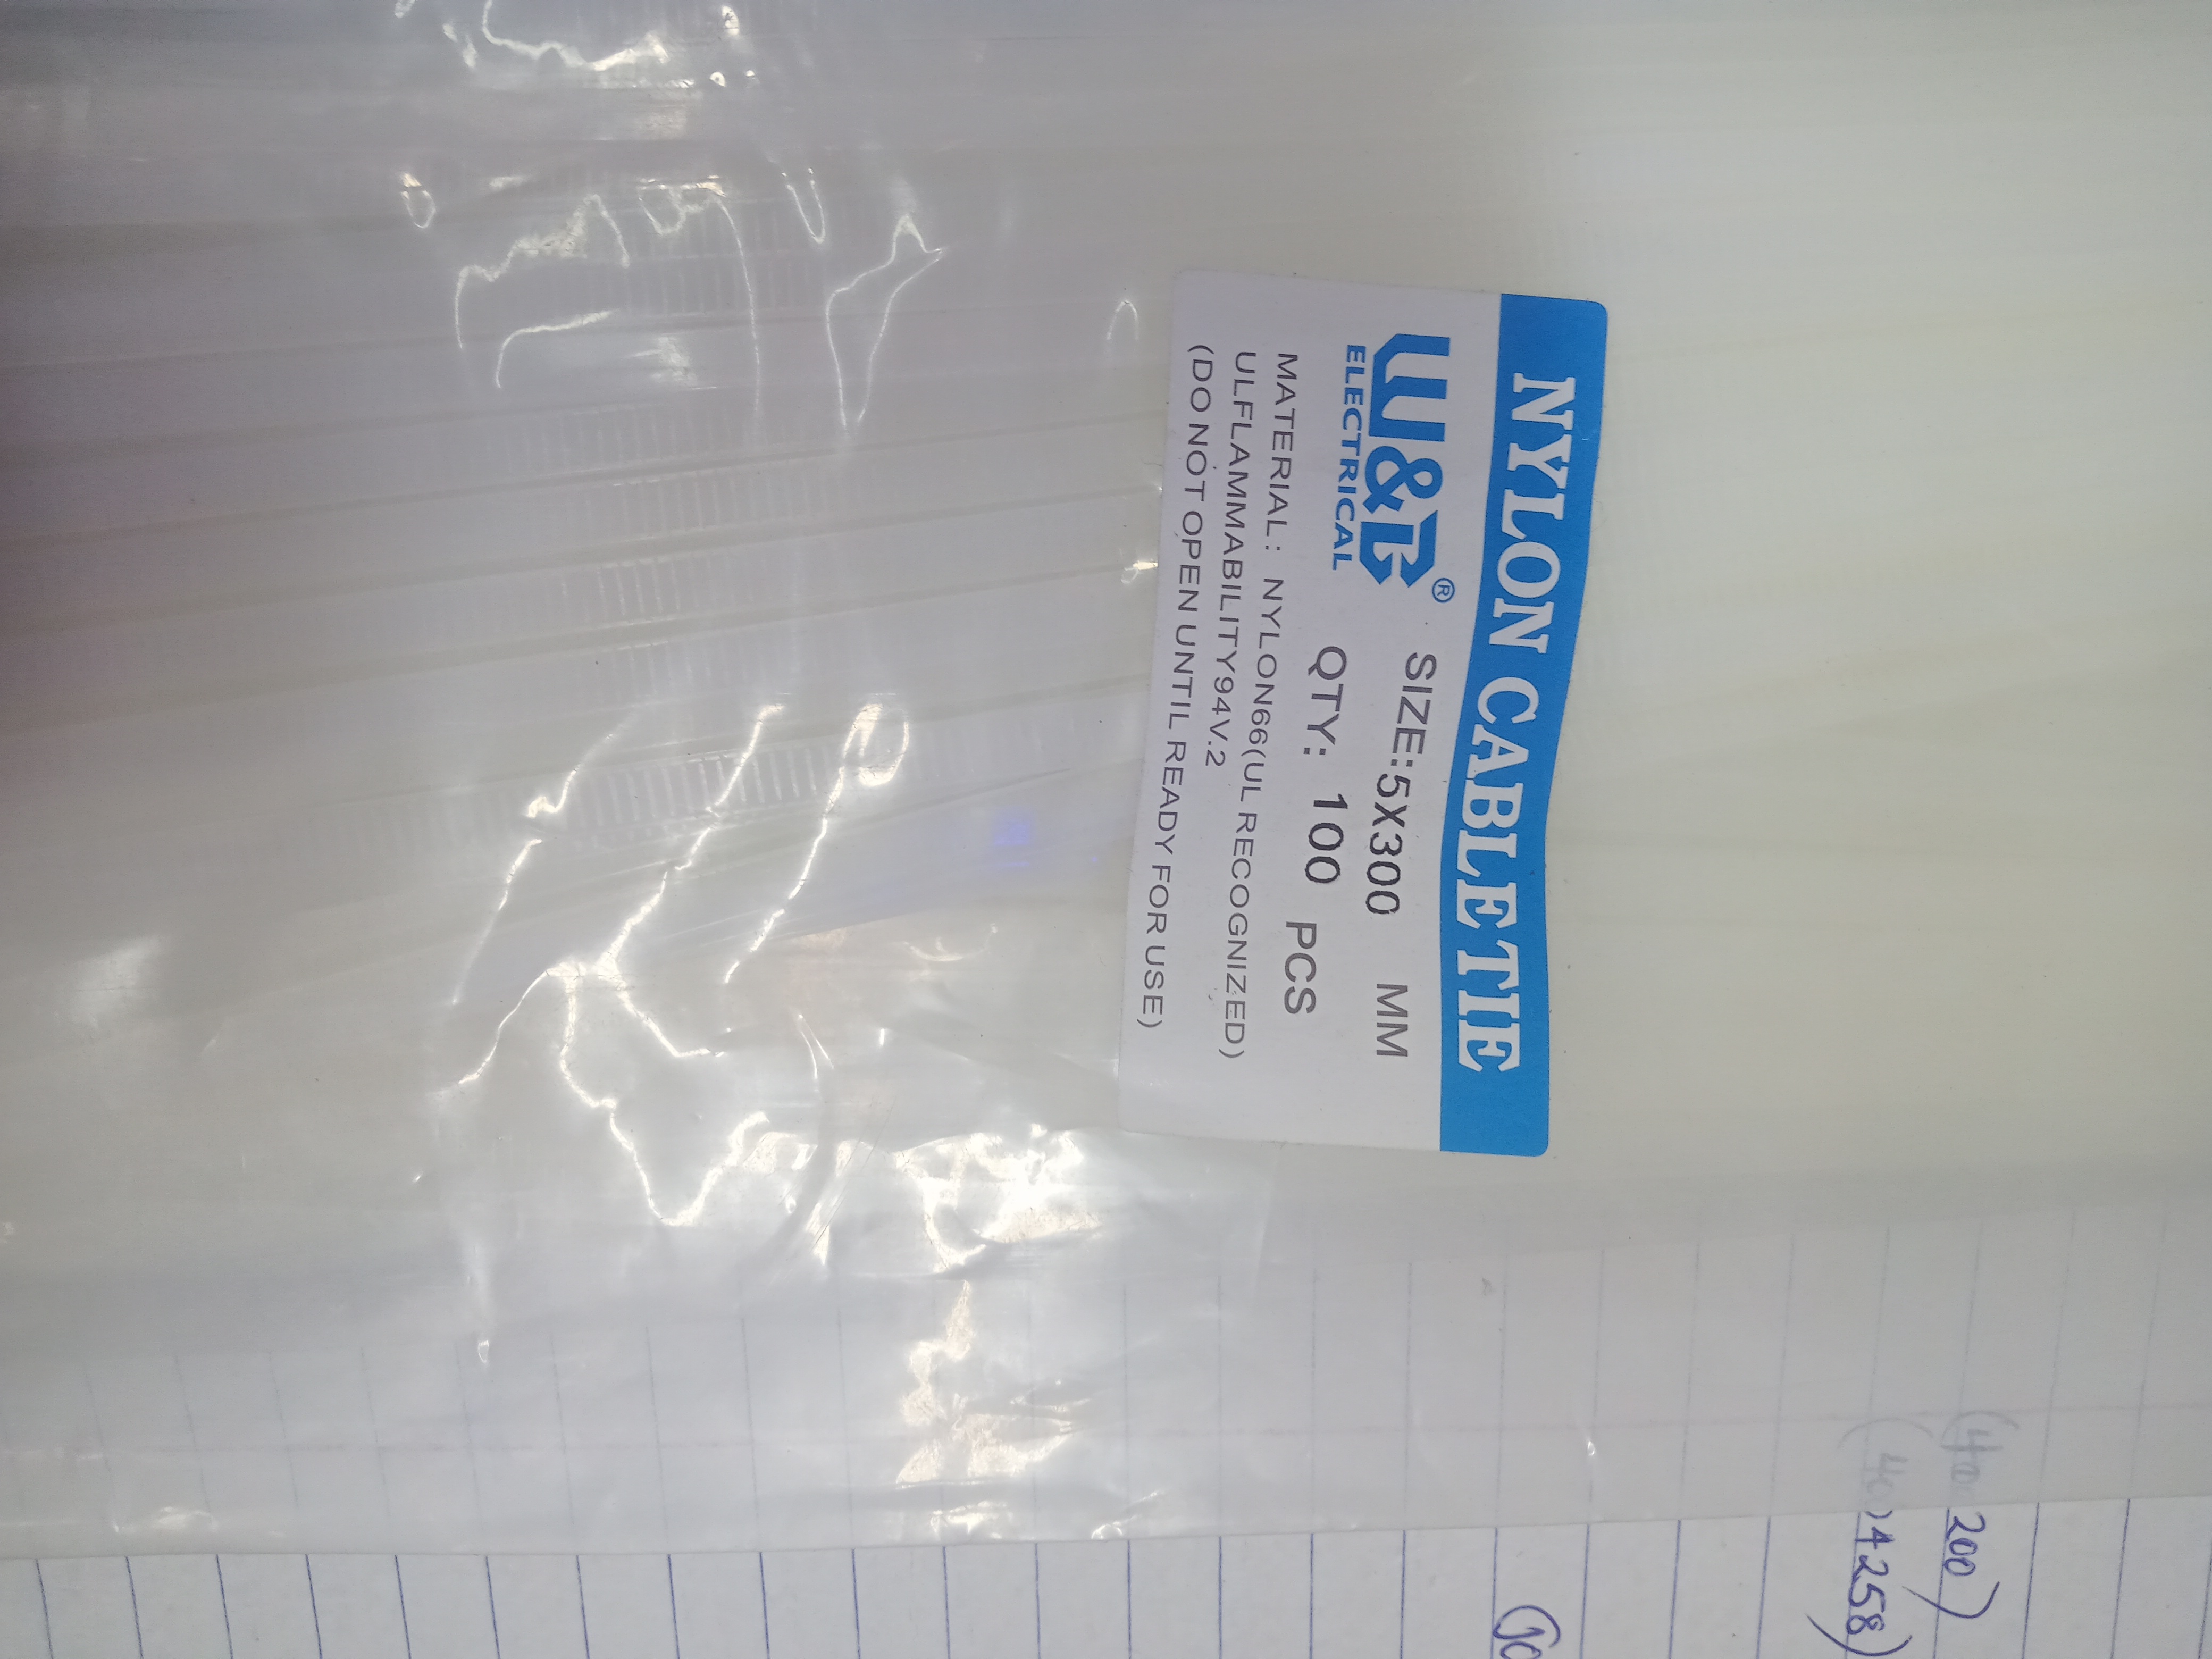 NYLON CABLE TIE
W&B®
ELECTRICAL
SIZE:5X300 MM
QTY: 100 PCS
MATERIAL: NYLON66(UL RECOGNIZED)
ULFLAMMABILITY94V.2
(DO NOT OPEN UNTIL READY FOR USE)
200)
4258)